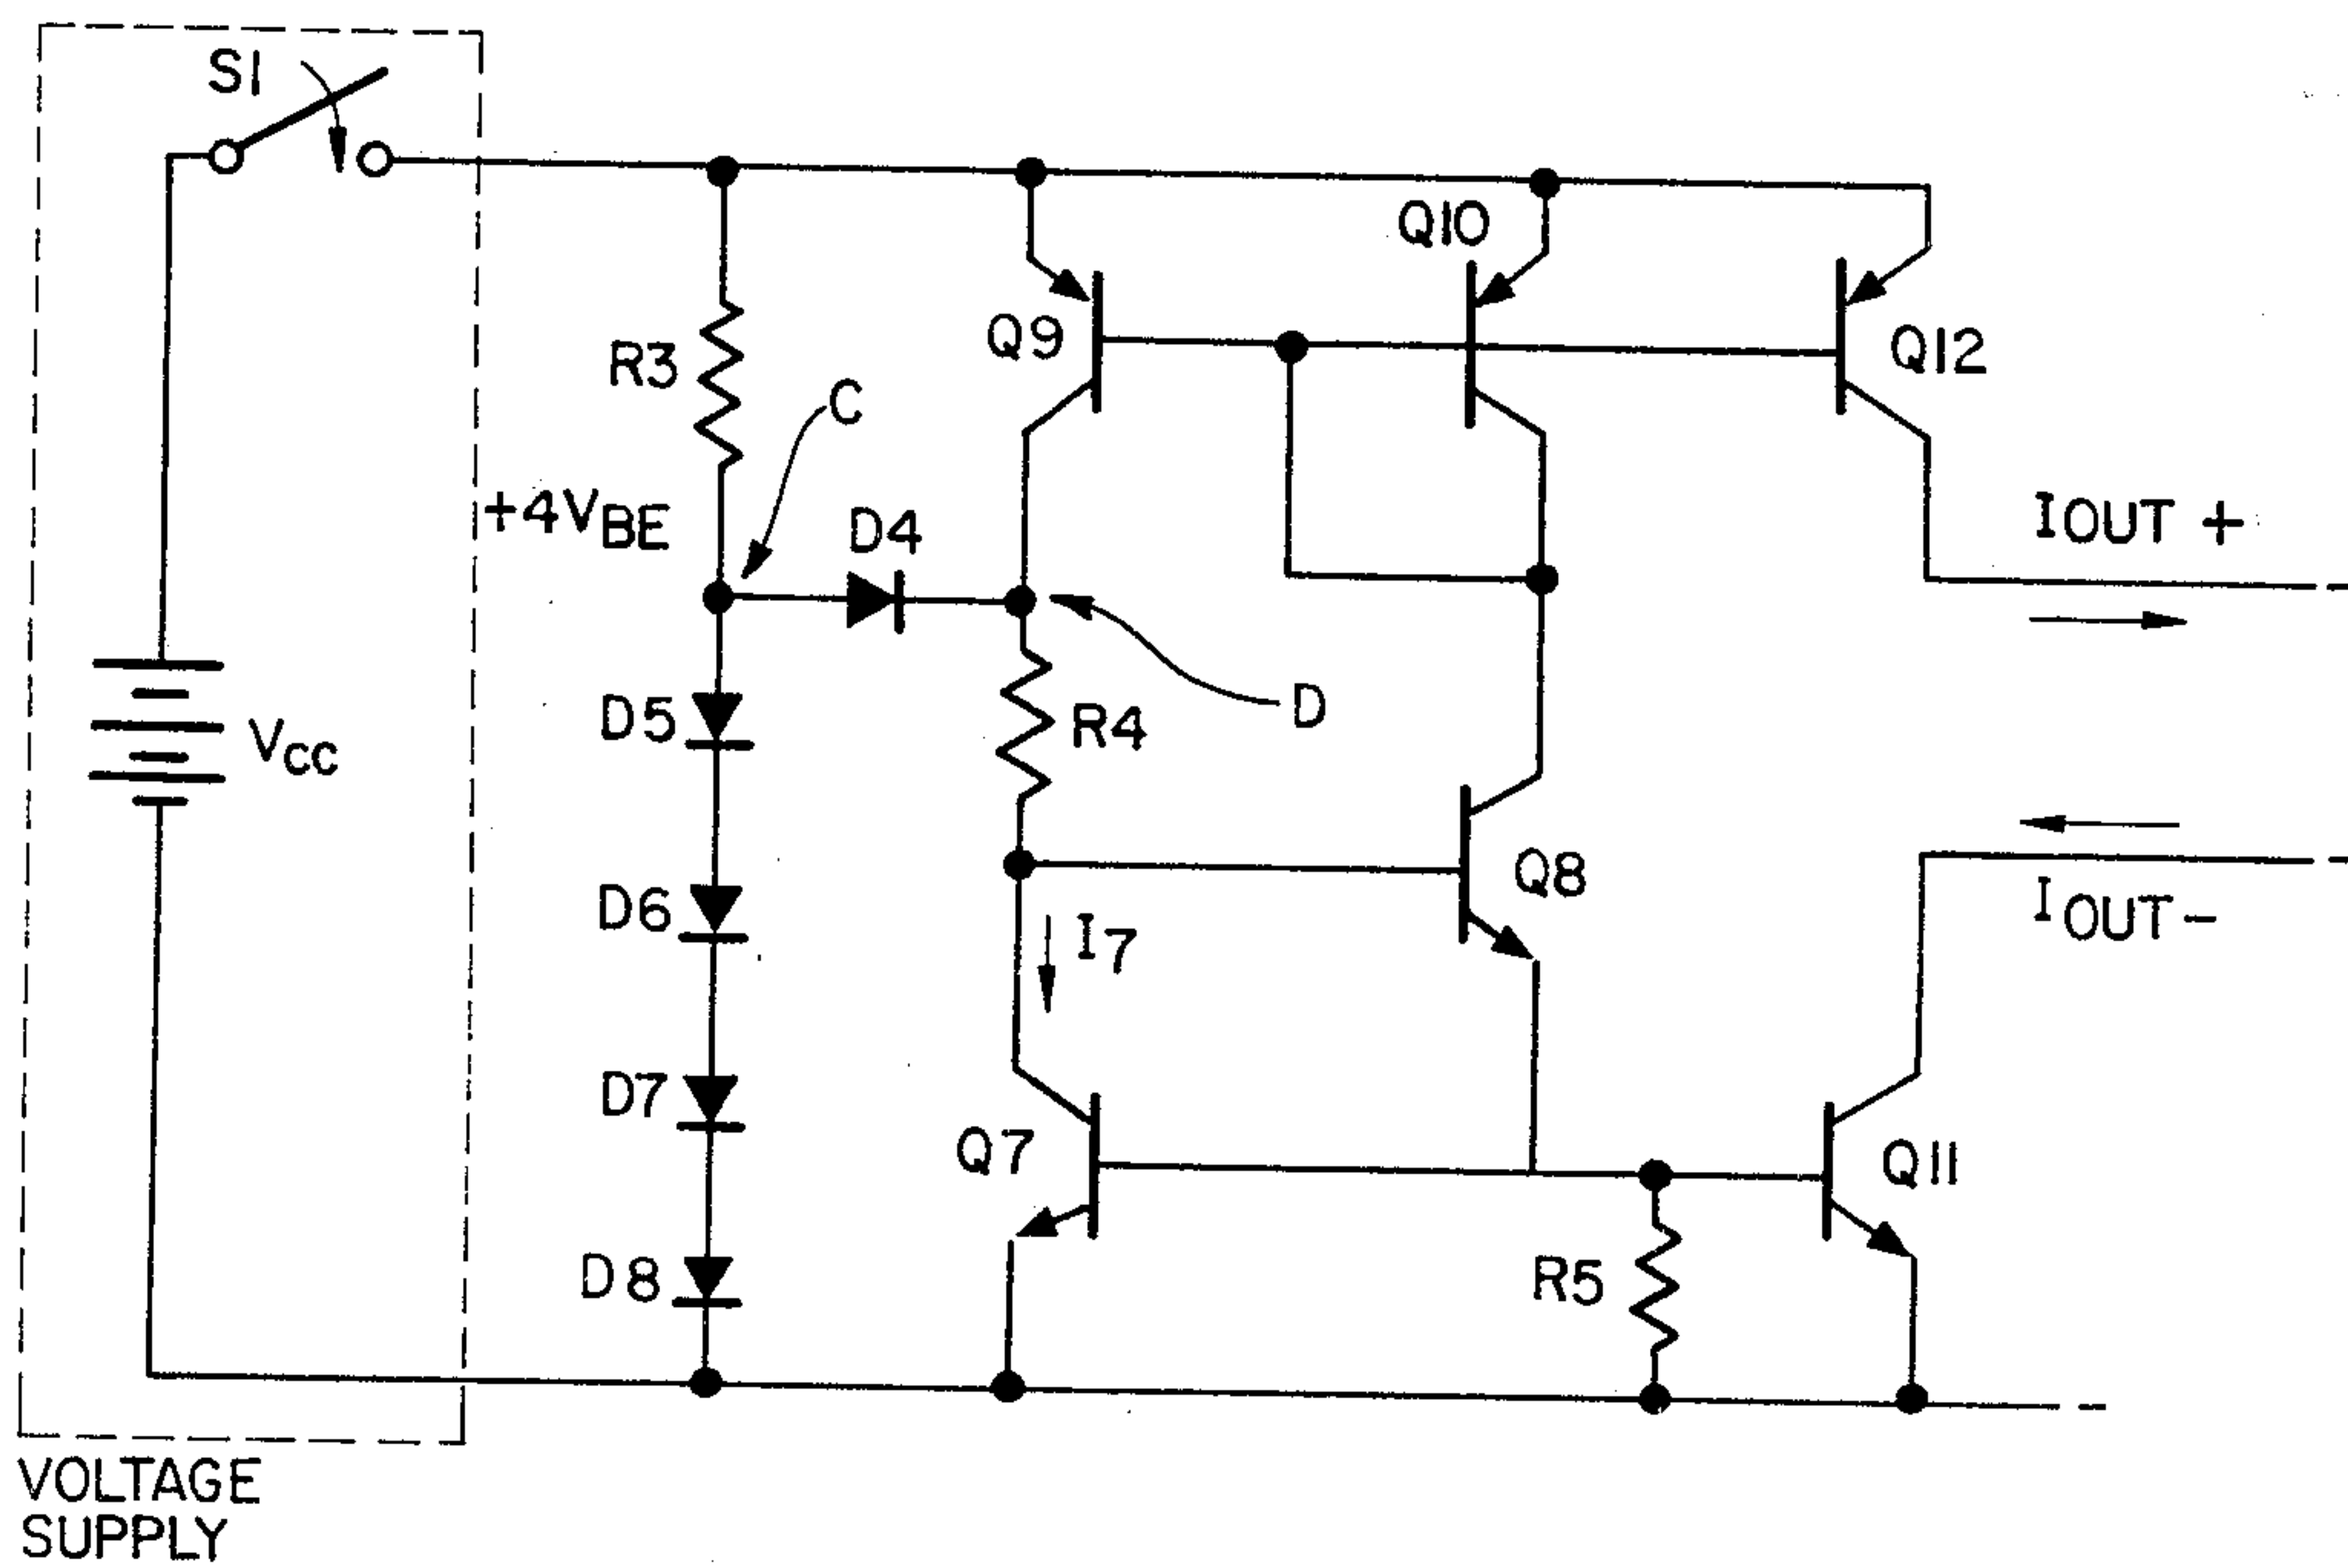 S1
Q10
Q9
Q12
R3
C
+4VBE
D4
IOUT +
D5
R4
D
VCC
Q8
D6
I7
IOUT-
D7
Q7
Q11
D8
R5
VOLTAGE
SUPPLY